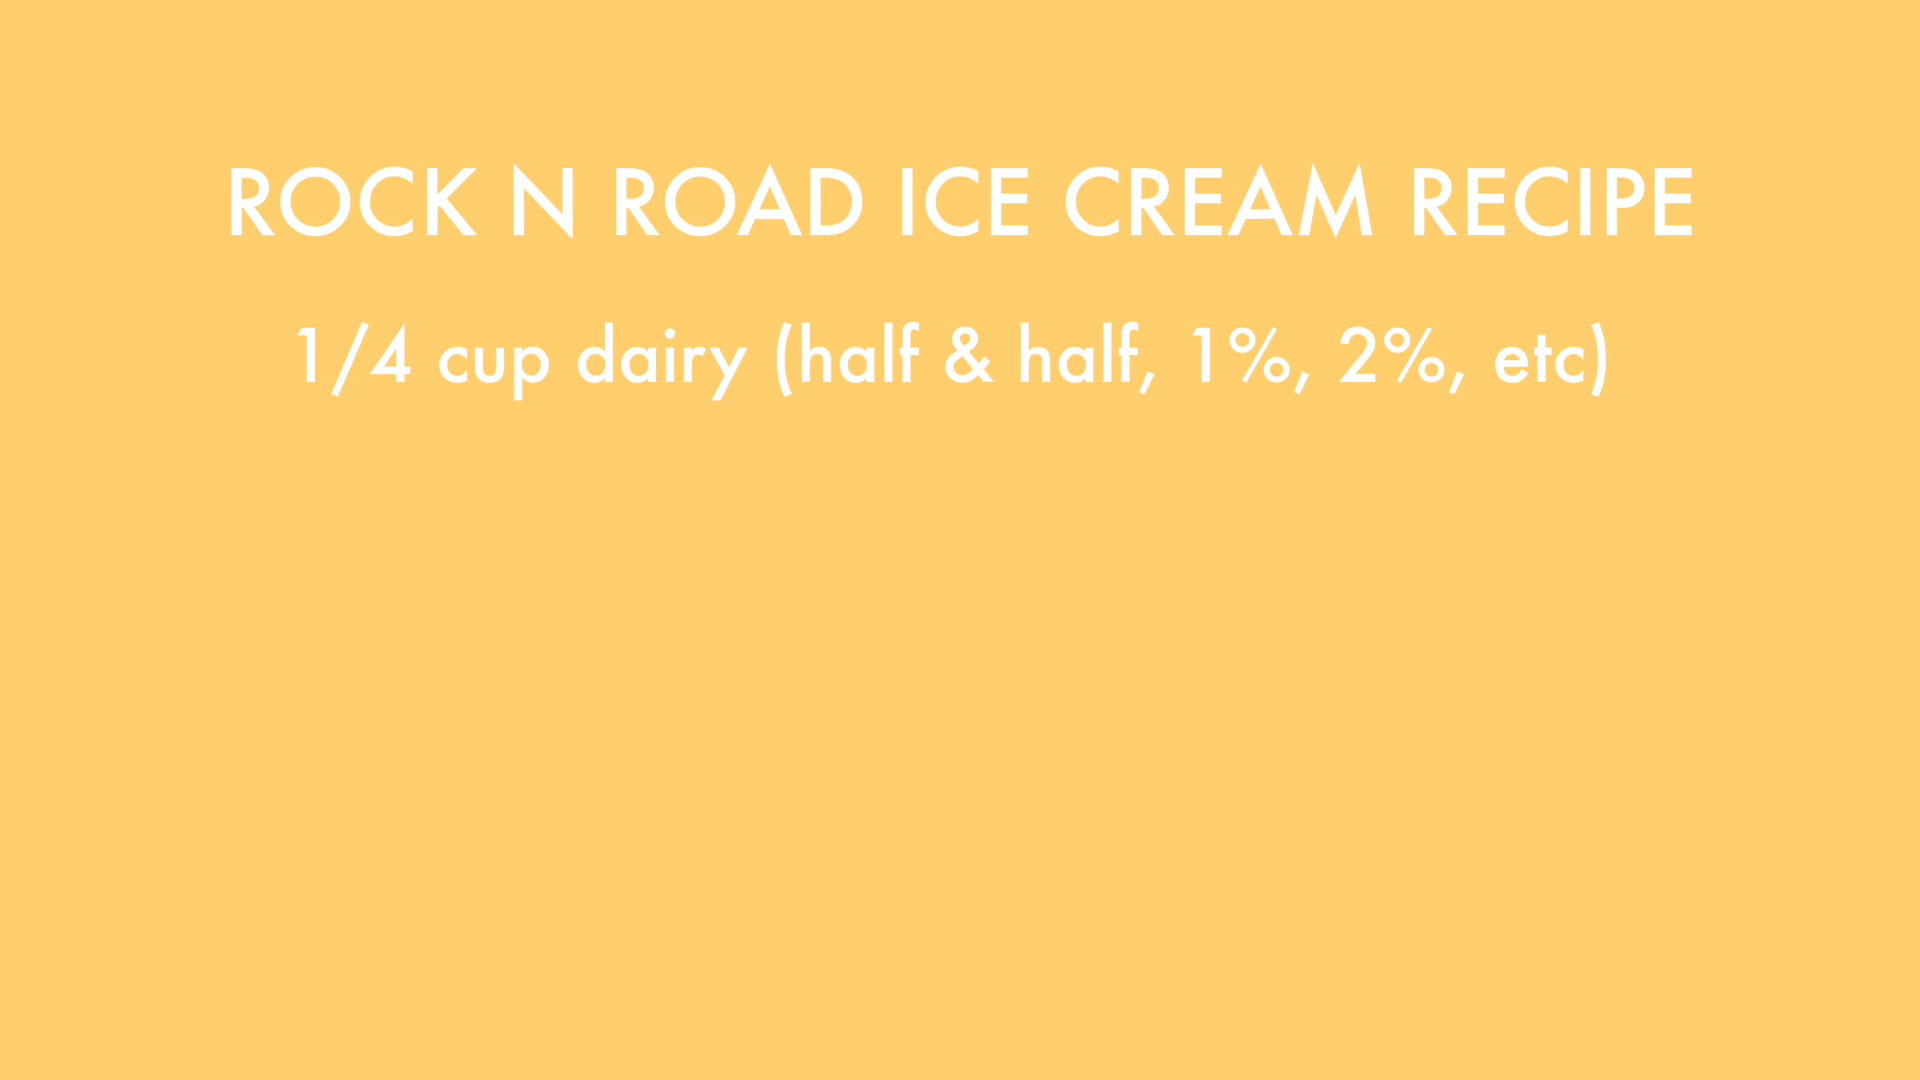 ROCK N ROAD ICE CREAM RECIPE
1/4 cup dairy (half & half, 1%, 2%, etc)